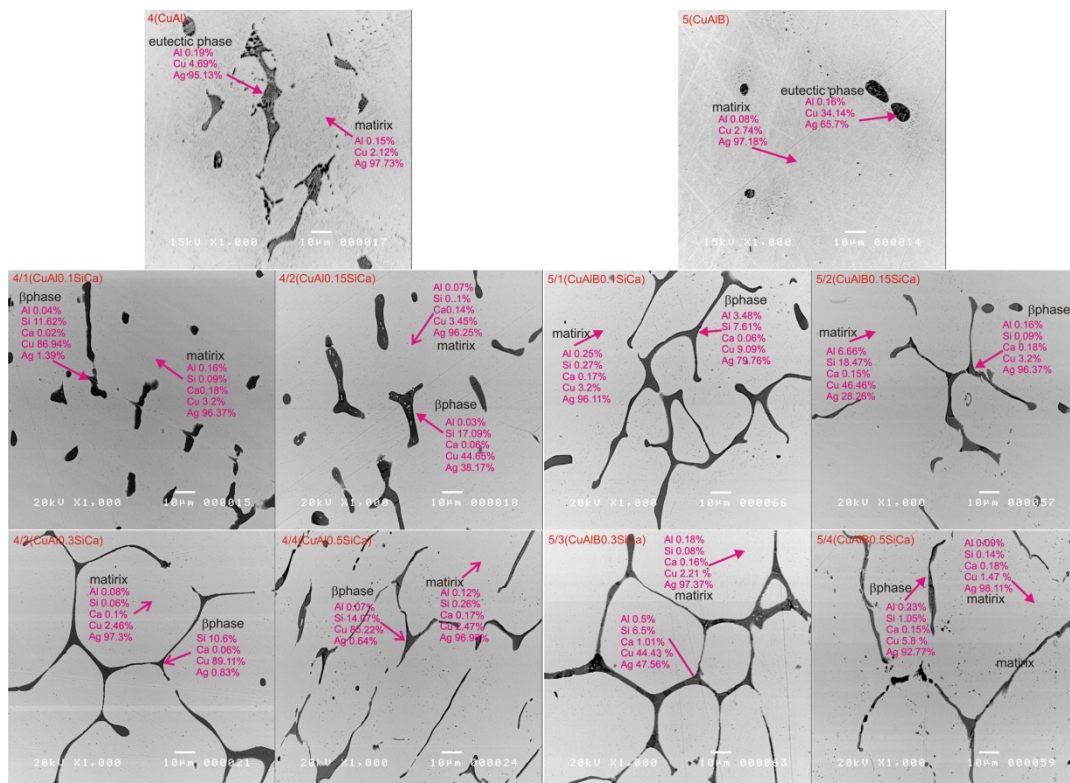 4(CuAl)
eutectic phase
Al 0.19%
Cu 4.69%
Ag 95.13%
matirix
Al 0.15%
Cu 2.12%
Ag 97.73%
15kV X1,000 10µm 000017
5(CuAlB)
eutectic phase
Al 0.16%
Cu 34.14%
Ag 65.7%
matirix
Al 0.08%
Cu 2.74%
Ag 97.18%
15kV X1,000 10µm 000014
4/1(CuAl0.1SiCa)
βphase
Al 0.04%
Si 11.62%
Ca 0.02%
Cu 86.94%
Ag 1.39%
matirix
Al 0.16%
Si 0.09%
Ca0.18%
Cu 3.2%
Ag 96.37%
20kV X1,000 10µm 000015
4/2(CuAl0.15SiCa)
Al 0.07%
Si 0..1%
Ca0.14%
Cu 3.45%
Ag 96.25%
matirix
βphase
Al 0.03%
Si 17.09%
Ca 0.06%
Cu 44.65%
Ag 38.17%
20kV X1,000 10µm 000018
5/1(CuAlB0.1SiCa)
βphase
Al 3.48%
Si 7.61%
Ca 0.06%
Cu 9.09%
Ag 79.76%
matirix
Al 0.25%
Si 0.27%
Ca 0.17%
Cu 3.2%
Ag 96.11%
20kV X1,000 10µm 000066
5/2(CuAlB0.15SiCa)
βphase
Al 0.16%
Si 0.09%
Ca 0.18%
Cu 3.2%
Ag 96.37%
matirix
Al 6.66%
Si 18.47%
Ca 0.15%
Cu 46.46%
Ag 28.26%
20kV X1,000 10µm 000057
4/3(CuAl0.3SiCa)
matirix
Al 0.08%
Si 0.06%
Ca 0.1%
Cu 2.46%
Ag 97.3%
βphase
Si 10.6%
Ca 0.06%
Cu 89.11%
Ag 0.83%
20kV X1,000 10µm 000021
4/4(CuAl0.5SiCa)
matirix
Al 0.12%
Si 0.26%
Ca 0.17%
Cu 2.47%
Ag 96.98%
βphase
Al 0.07%
Si 14.07%
Cu 85.22%
Ag 0.64%
20kV X1,000 10µm 000024
5/3(CuAlB0.3SiCa)
Al 0.18%
Si 0.08%
Ca 0.16%
Cu 2.21 %
Ag 97.37%
matirix
Al 0.5%
Si 6.5%
Ca 1.01%
Cu 44.43 %
Ag 47.56%
20kV X1,000 10µm 000063
5/4(CuAlB0.5SiCa)
Al 0.09%
Si 0.14%
Ca 0.18%
Cu 1.47 %
Ag 98.11%
matirix
βphase
Al 0.23%
Si 1.05%
Ca 0.15%
Cu 5.8 %
Ag 92.77%
matirix
20kV X1,000 10µm 000059